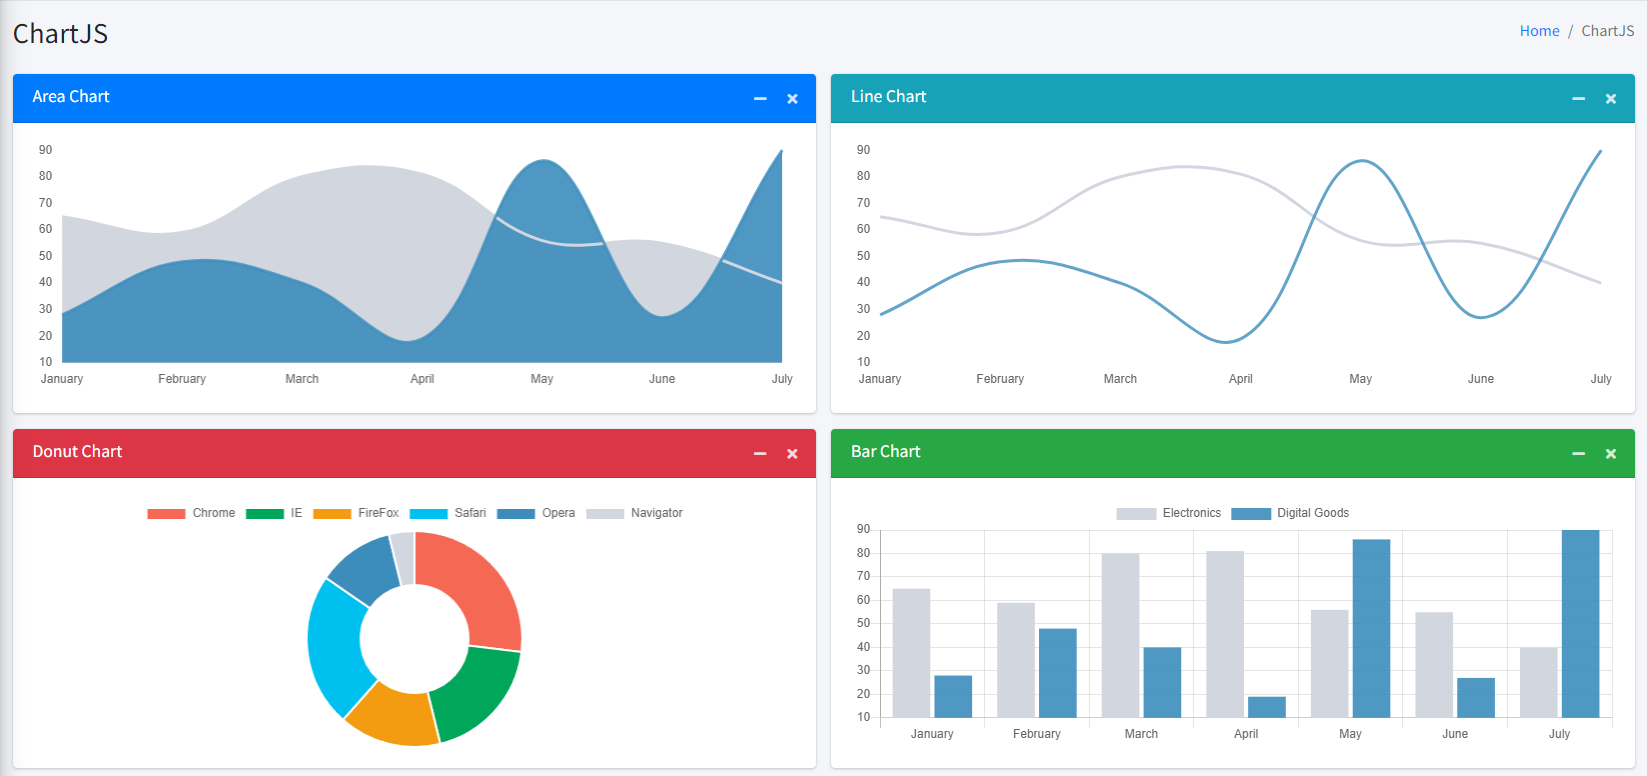 ChartJS
Home / ChartJS
Area Chart
90
80
70
60
50
40
30
20
10
January February March April May June July
Line Chart
90
80
70
60
50
40
30
20
10
January February March April May June July
Donut Chart
Chrome IE FireFox Safari Opera Navigator
Bar Chart
Electronics Digital Goods
90
80
70
60
50
40
30
20
10
January February March April May June July